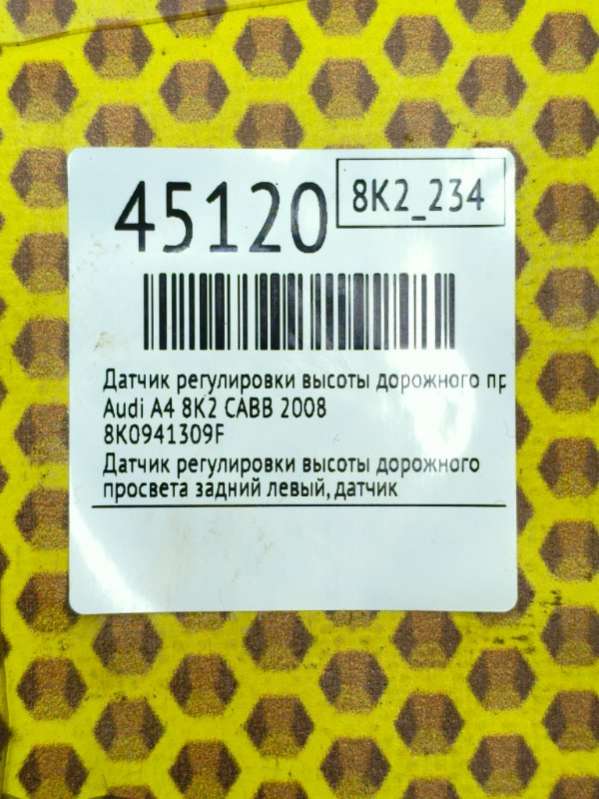 45120
8K2_234
Датчик регулировки высоты дорожного пр
Audi A4 8K2 CABB 2008
8K0941309F
Датчик регулировки высоты дорожного
просвета задний левый, датчик